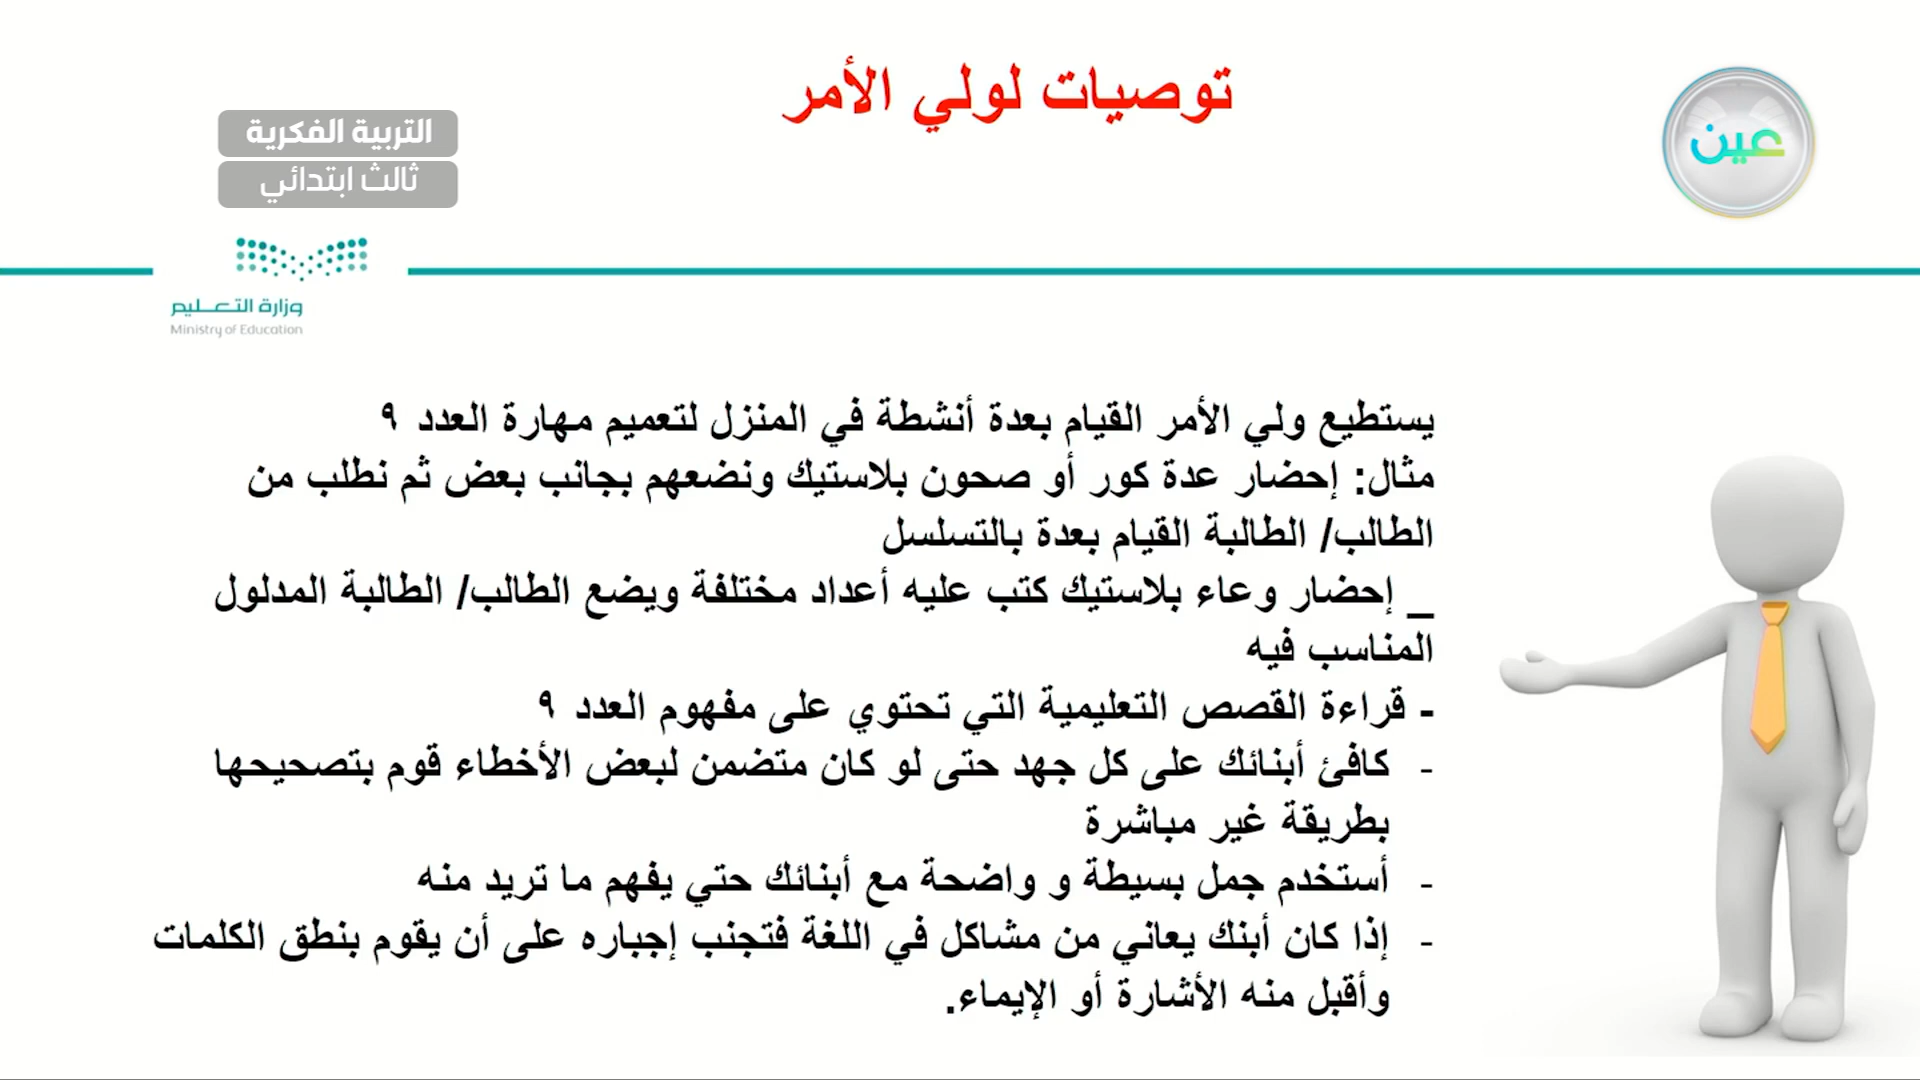 توصيات لولي الأمر
عين
التربية الفكرية
ثالث ابتدائي
وزارة التعـــليم
Ministry of Education
يستطيع ولي الأمر القيام بعدة أنشطة في المنزل لتعميم مهارة العدد ٩
مثال: إحضار عدة كور أو صحون بلاستيك ونضعهم بجانب بعض ثم نطلب من
الطالب/ الطالبة القيام بعدة بالتسلسل
_ إحضار وعاء بلاستيك كتب عليه أعداد مختلفة ويضع الطالب/ الطالبة المدلول
المناسب فيه
- قراءة القصص التعليمية التي تحتوي على مفهوم العدد ٩
- كافئ أبنائك على كل جهد حتى لو كان متضمن لبعض الأخطاء قوم بتصحيحها
بطريقة غير مباشرة
- أستخدم جمل بسيطة و واضحة مع أبنائك حتي يفهم ما تريد منه
- إذا كان أبنك يعاني من مشاكل في اللغة فتجنب إجباره على أن يقوم بنطق الكلمات
وأقبل منه الأشارة أو الإيماء.